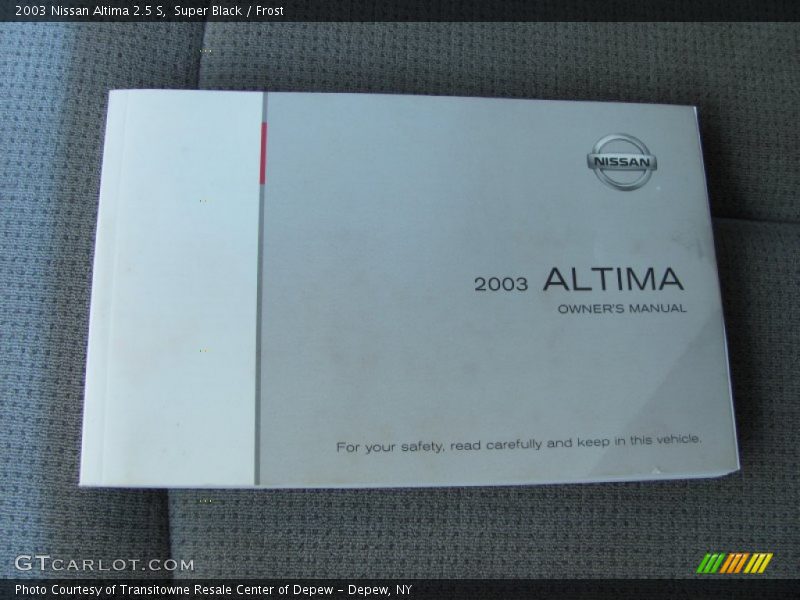 2003 Nissan Altima 2.5 S, Super Black / Frost
NISSAN
2003 ALTIMA
OWNER'S MANUAL
For your safety, read carefully and keep in this vehicle.
GTCARLOT.COM
Photo Courtesy of Transitowne Resale Center of Depew – Depew, NY